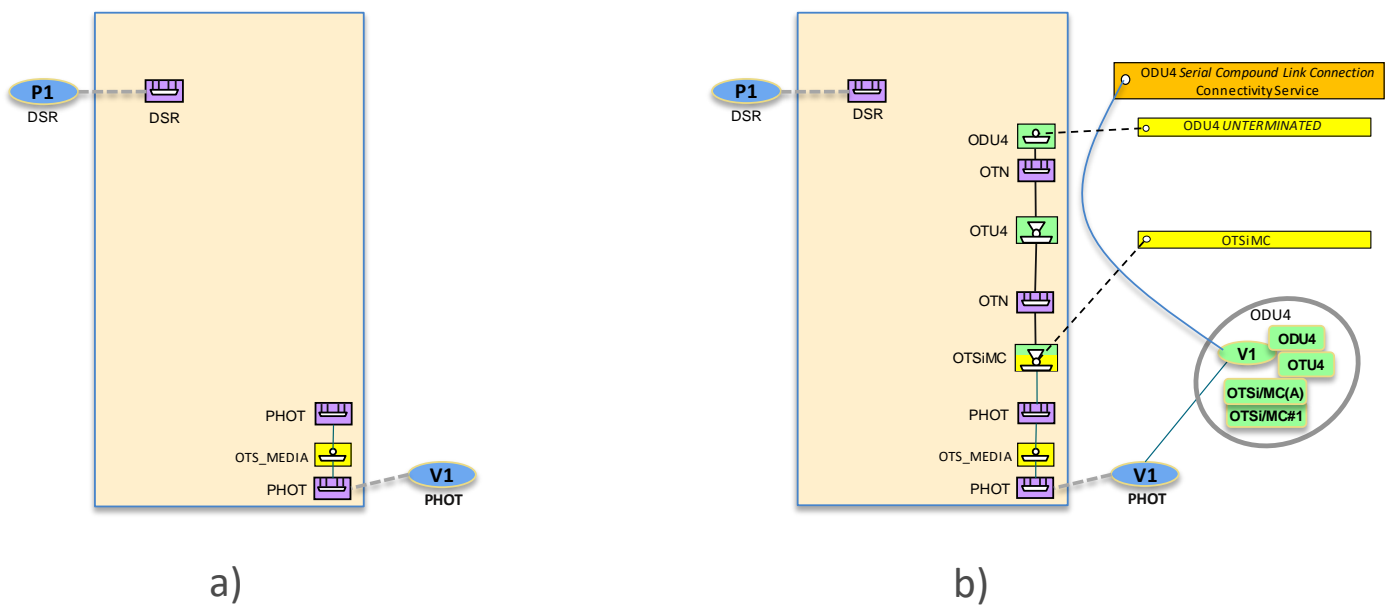 P1
DSR
DSR
PHOT
OTS_MEDIA
PHOT
V1
PHOT
a)
P1
DSR
DSR
ODU4
OTN
OTU4
OTN
OTSiMC
PHOT
OTS_MEDIA
PHOT
ODU4 Serial Compound Link Connection
Connectivity Service
ODU4 UNTERMINATED
OTSiMC
ODU4
V1
ODU4
OTU4
OTSi/MC(A)
OTSi/MC#1
V1
PHOT
b)